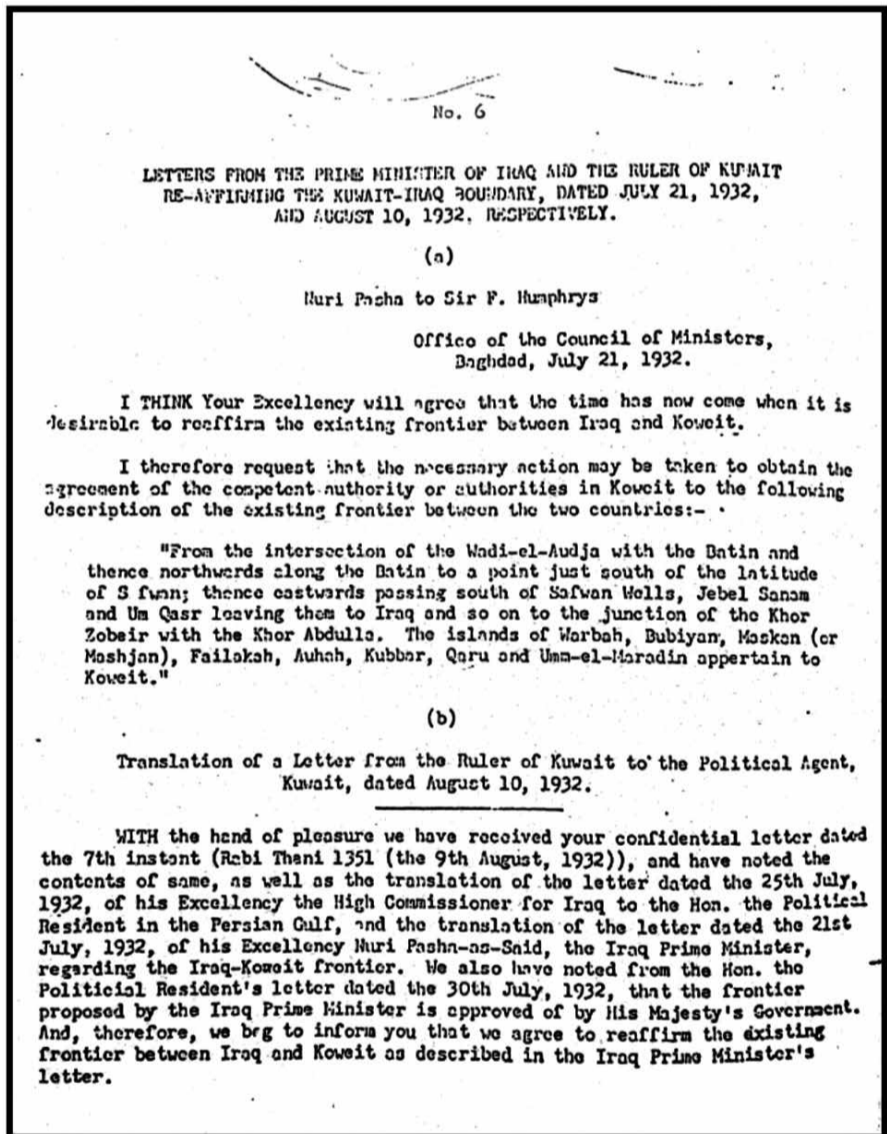 No. 6
LETTERS FROM THE PRIME MINISTER OF IRAQ AND THE RULER OF KUWAIT
RE-AFFIRMING THE KUWAIT-IRAQ BOUNDARY, DATED JULY 21, 1932,
AND AUGUST 10, 1932, RESPECTIVELY.
(a)
Nuri Pasha to Sir F. Humphrys
Office of the Council of Ministers,
Baghdad, July 21, 1932.
I THINK Your Excellency will agree that the time has now come when it is
desirable to reaffirm the existing frontier between Iraq and Koweit.
I therefore request that the necessary action may be taken to obtain the
agreement of the competent authority or authorities in Koweit to the following
description of the existing frontier between the two countries:-
"From the intersection of the Wadi-el-Audja with the Batin and
thence northwards along the Batin to a point just south of the latitude
of S fwan; thence eastwards passing south of Safwan Wells, Jebel Sanam
and Um Qasr leaving them to Iraq and so on to the junction of the Khor
Zobeir with the Khor Abdulla. The islands of Warbah, Bubiyan, Maskan (or
Mashjan), Failakah, Auhah, Kubbar, Qaru and Umm-el-Maradin appertain to
Koweit."
(b)
Translation of a Letter from the Ruler of Kuwait to the Political Agent,
Kuwait, dated August 10, 1932.
WITH the hand of pleasure we have received your confidential letter dated
the 7th instant (Rabi Thani 1351 (the 9th August, 1932)), and have noted the
contents of same, as well as the translation of the letter dated the 25th July,
1932, of his Excellency the High Commissioner for Iraq to the Hon. the Political
Resident in the Persian Gulf, and the translation of the letter dated the 21st
July, 1932, of his Excellency Nuri Pasha-as-Said, the Iraq Prime Minister,
regarding the Iraq-Koweit frontier. We also have noted from the Hon. the
Politicial Resident's letter dated the 30th July, 1932, that the frontier
proposed by the Iraq Prime Minister is approved of by His Majesty's Government.
And, therefore, we beg to inform you that we agree to reaffirm the existing
frontier between Iraq and Koweit as described in the Iraq Prime Minister's
letter.